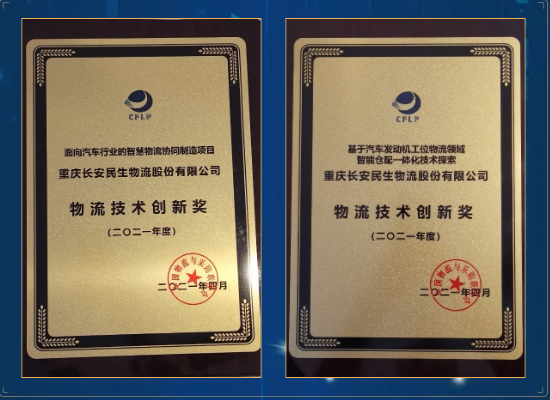 CFLP
面向汽车行业的智慧物流协同制造项目
重庆长安民生物流股份有限公司
物流技术创新奖
(二〇二一年度)
二〇二一年四月
CFLP
基于汽车发动机工位物流领域
智能仓配一体化技术探索
重庆长安民生物流股份有限公司
物流技术创新奖
(二〇二一年度)
二〇二一年四月